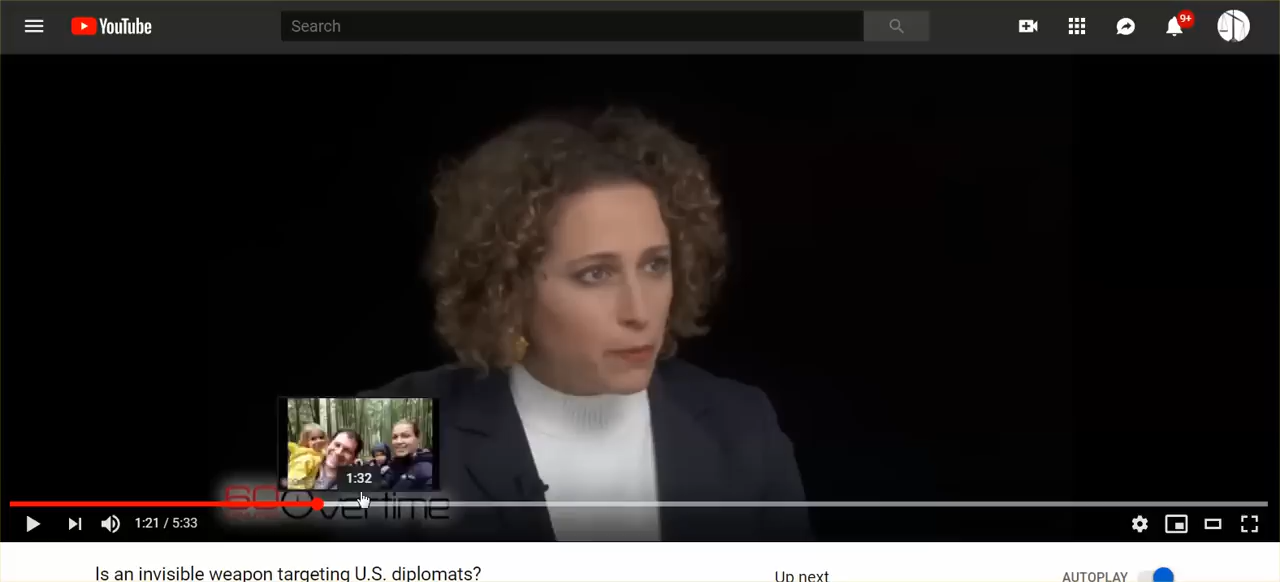 YouTube
Search
9+
1:32
60 Overtime
1:21 / 5:33
Is an invisible weapon targeting U.S. diplomats?
Up next
AUTOPLAY